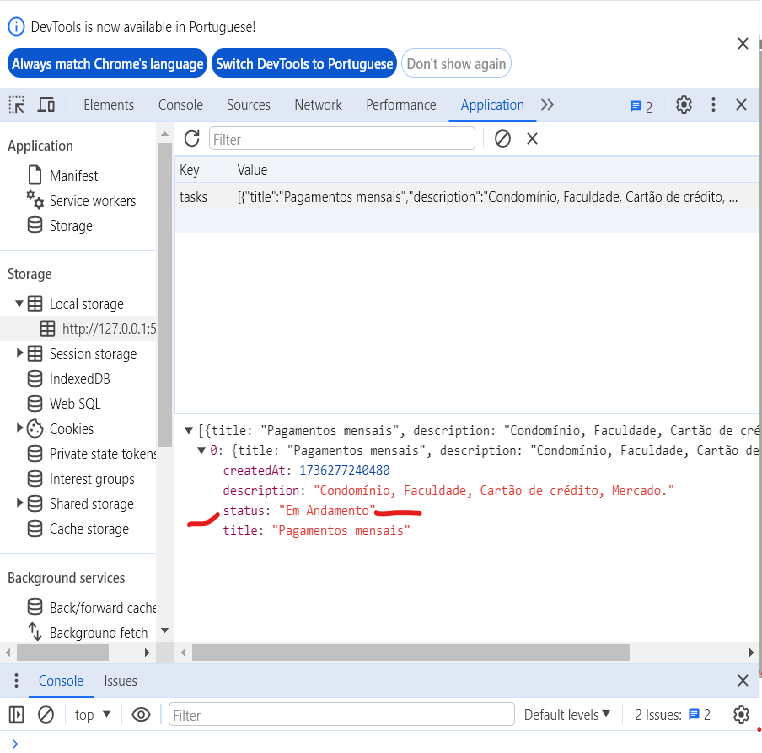 DevTools is now available in Portuguese!
Always match Chrome's language Switch DevTools to Portuguese Don't show again
Elements Console Sources Network Performance Application 2
Application
Manifest
Service workers
Storage
Storage
Local storage
http://127.0.0.1:5
Session storage
IndexedDB
Web SQL
Cookies
Private state tokens
Interest groups
Shared storage
Cache storage
Background services
Back/forward cache
Background fetch
Filter
Key Value
tasks [{"title":"Pagamentos mensais","description":"Condomínio, Faculdade, Cartão de crédito, ...
[{title: "Pagamentos mensais", description: "Condomínio, Faculdade, Cartão de cré
0: {title: "Pagamentos mensais", description: "Condomínio, Faculdade, Cartão de
createdAt: 1736277240480
description: "Condomínio, Faculdade, Cartão de crédito, Mercado."
status: "Em Andamento"
title: "Pagamentos mensais"
Console Issues
top Filter Default levels 2 Issues: 2